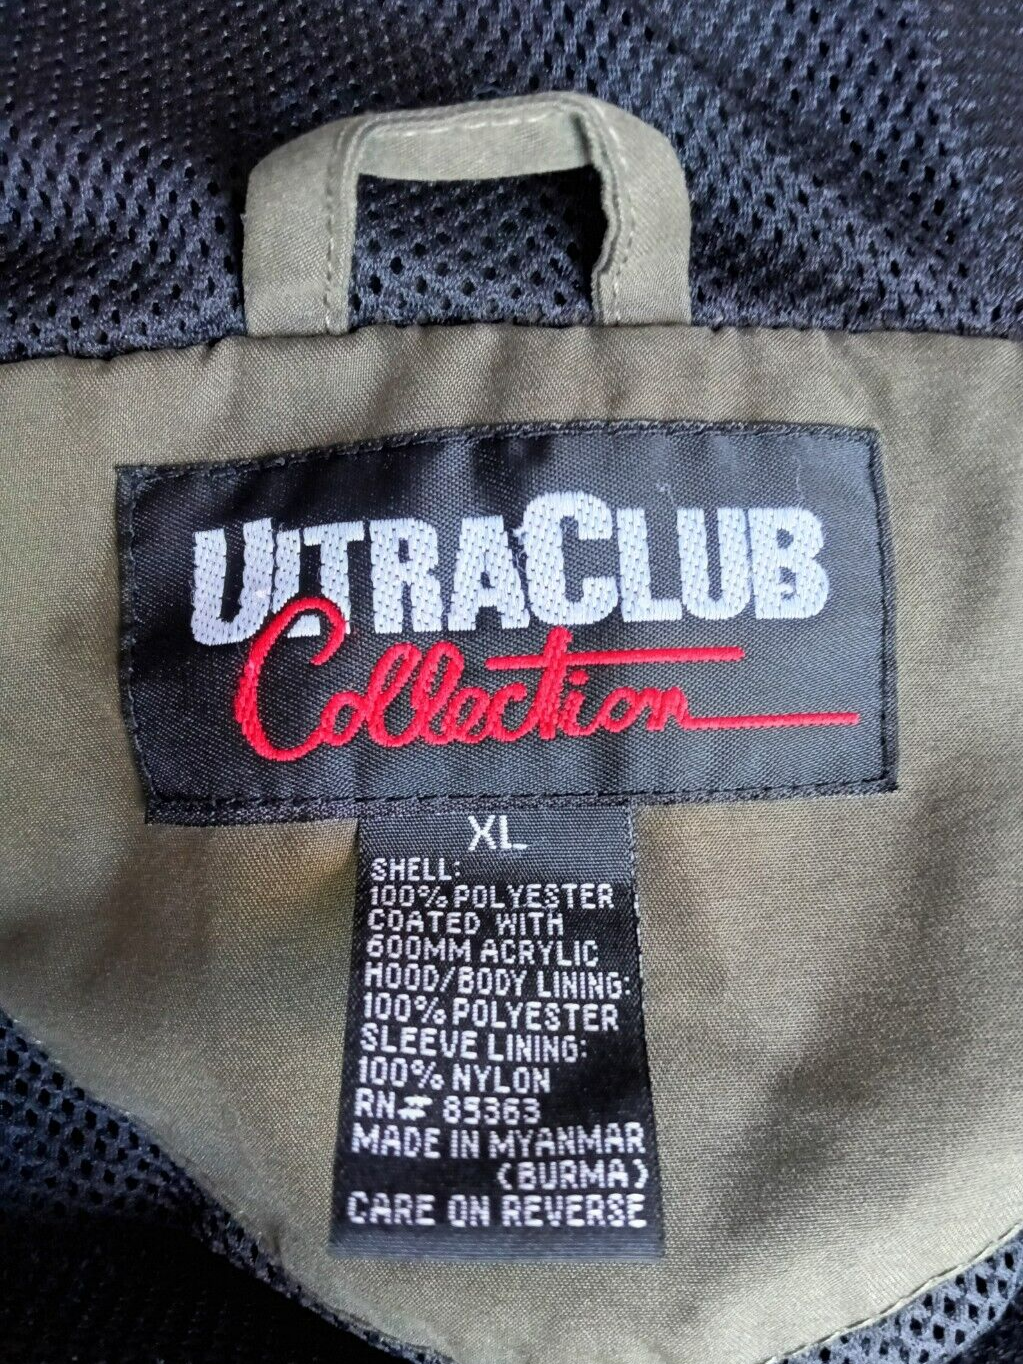 ULTRACLUB
Collection
XL
SHELL:
100% POLYESTER
COATED WITH
600MM ACRYLIC
HOOD/BODY LINING:
100% POLYESTER
SLEEVE LINING:
100% NYLON
RN# 85363
MADE IN MYANMAR
(BURMA)
CARE ON REVERSE